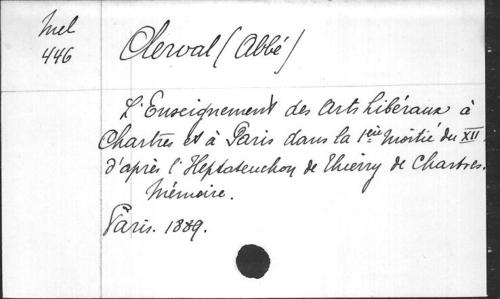 Mel
446
Clerval (Abbé)
L'Enseignement des Arts libéraux à
Chartres et à Paris dans la 1ère Moitié du XII
d'après l'Heptateuchon de Thierry de Chartres.
Mémoire.
Paris. 1889.